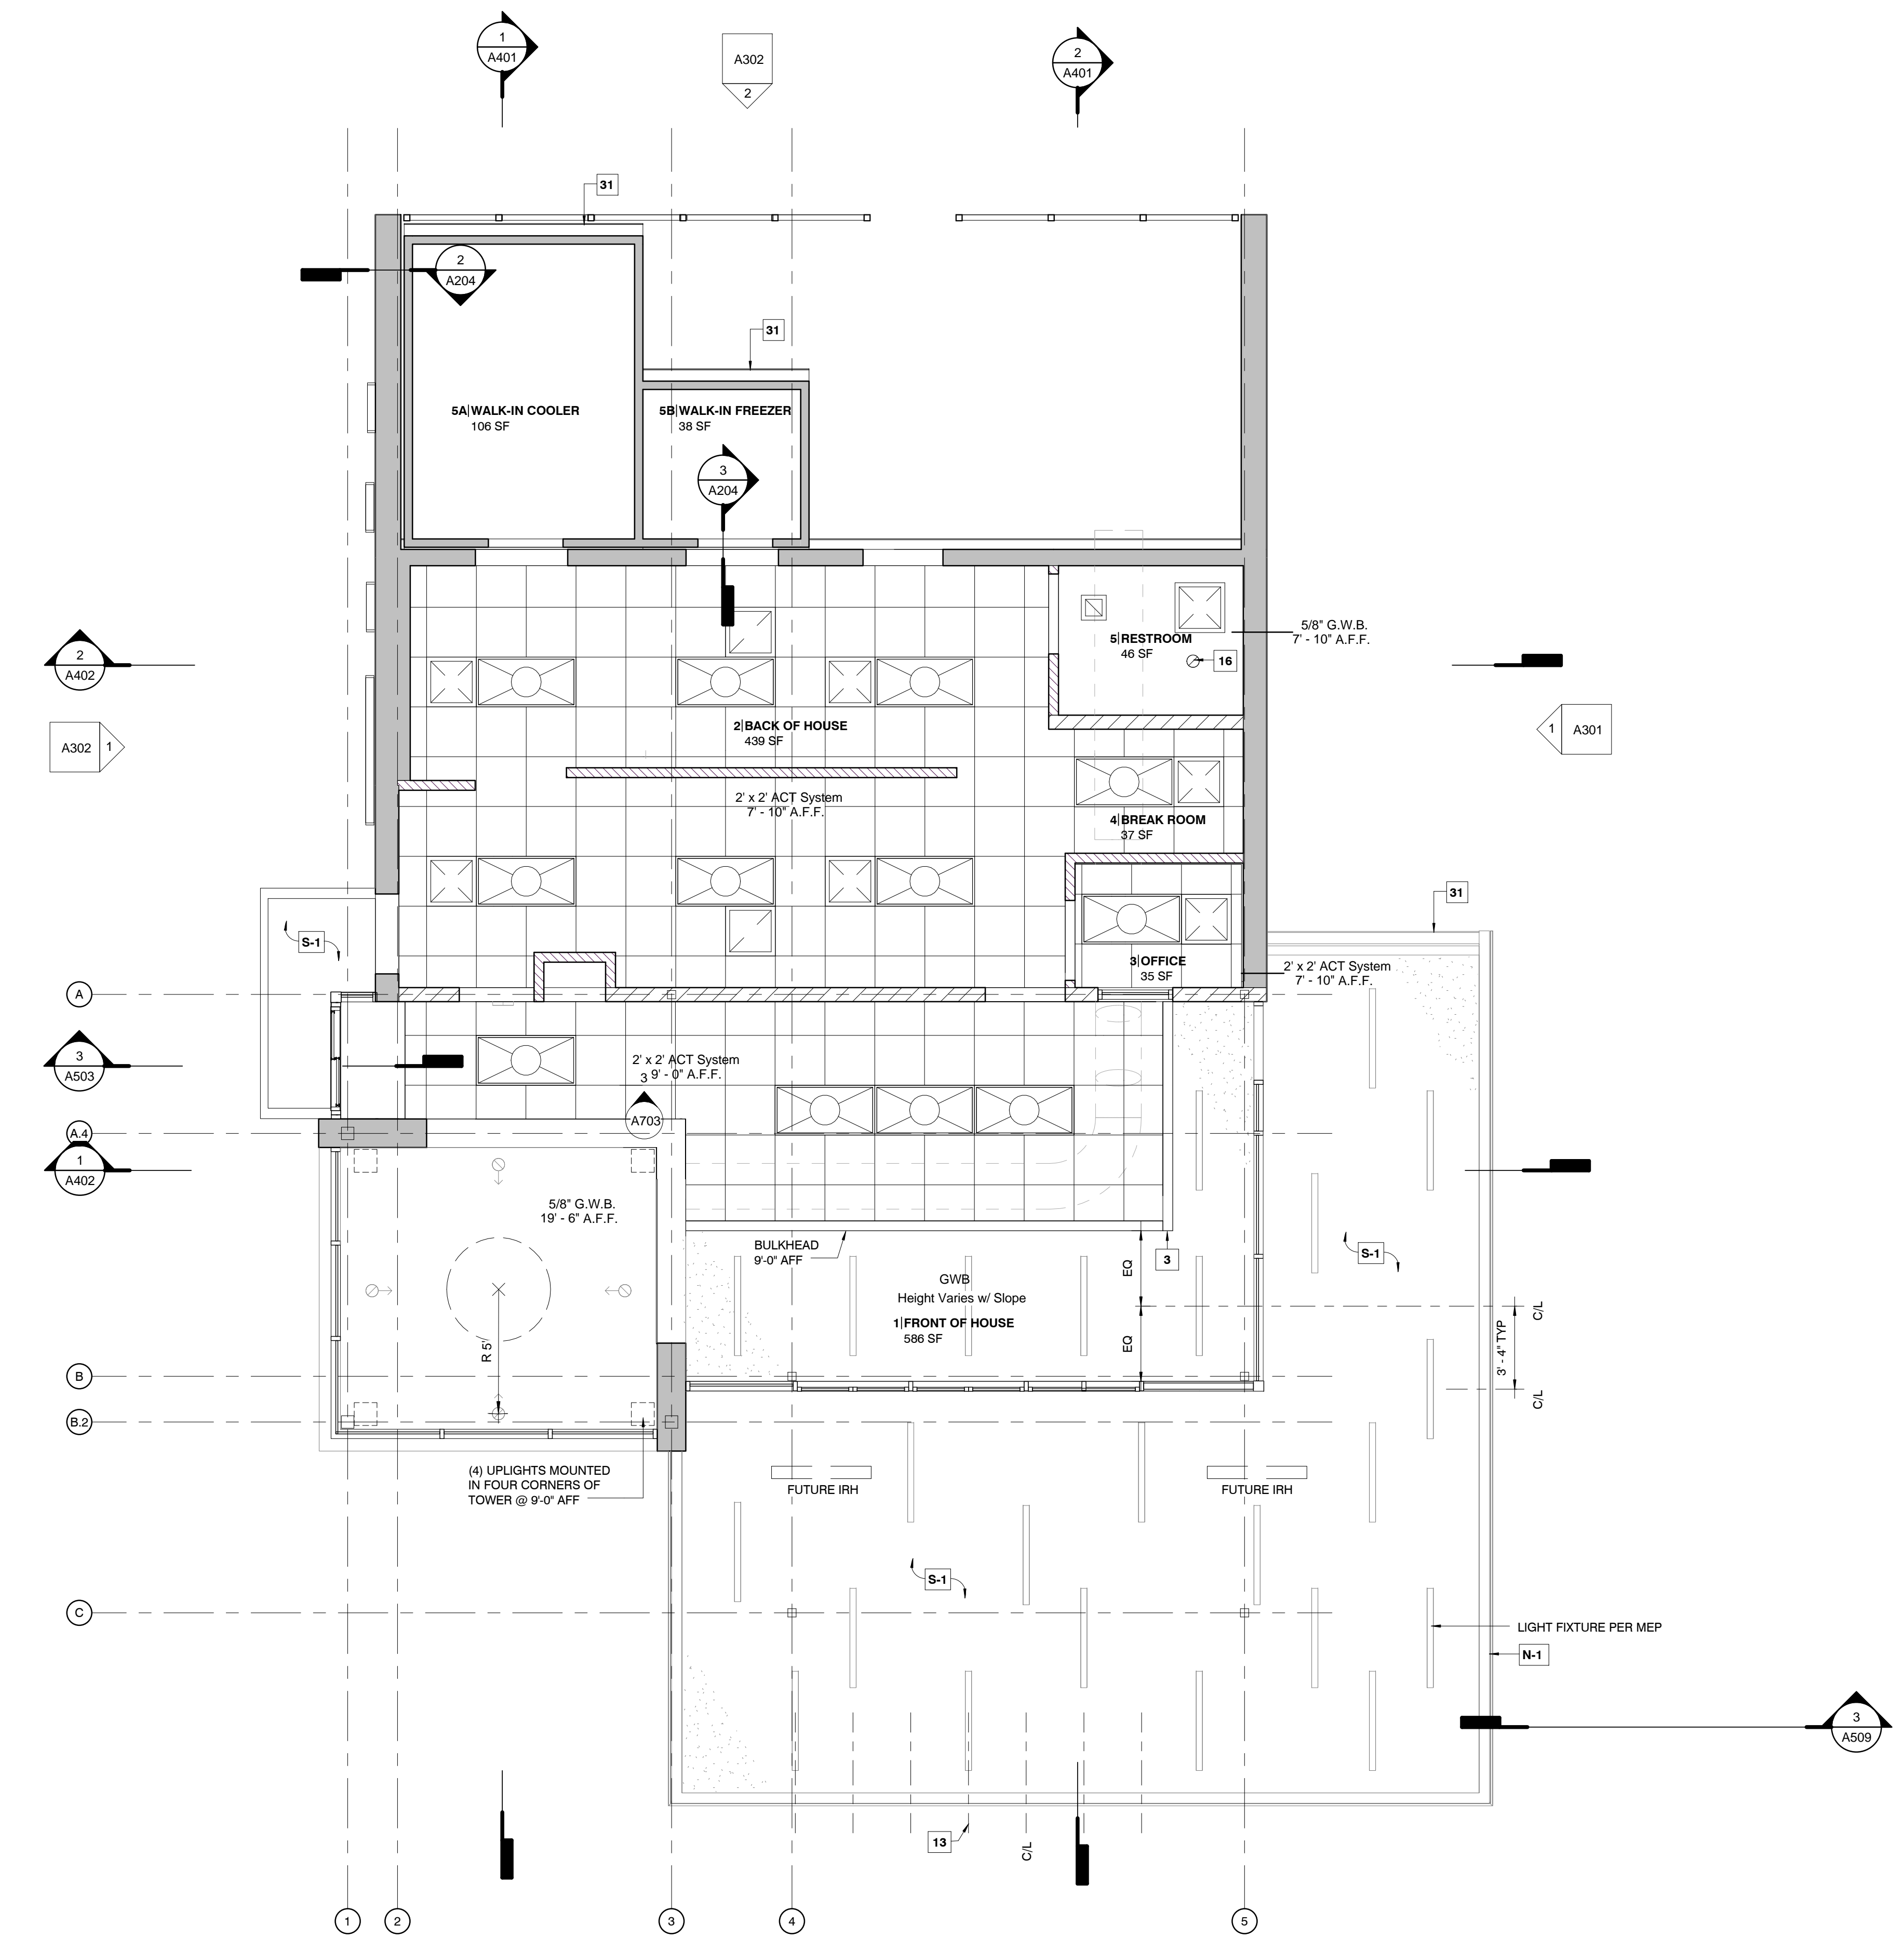 1
A401
A302
2
2
A401
31
2
A204
31
5A|WALK-IN COOLER
106 SF
5B|WALK-IN FREEZER
38 SF
3
A204
5/8" G.W.B.
7' - 10" A.F.F.
5|RESTROOM
46 SF
16
2
A402
A302
1
1
A301
2|BACK OF HOUSE
439 SF
2' x 2' ACT System
7' - 10" A.F.F.
4|BREAK ROOM
37 SF
31
S-1
3|OFFICE
35 SF
2' x 2' ACT System
7' - 10" A.F.F.
A
3
A503
2' x 2' ACT System
9' - 0" A.F.F.
3
A703
A.4
1
A402
5/8" G.W.B.
19' - 6" A.F.F.
BULKHEAD
9'-0" AFF
3
S-1
EQ
GWB
Height Varies w/ Slope
1|FRONT OF HOUSE
586 SF
EQ
C/L
3' - 4" TYP
C/L
R 5'
B
B.2
(4) UPLIGHTS MOUNTED
IN FOUR CORNERS OF
TOWER @ 9'-0" AFF
FUTURE IRH
FUTURE IRH
S-1
C
LIGHT FIXTURE PER MEP
N-1
3
A509
13
C/L
1
2
3
4
5